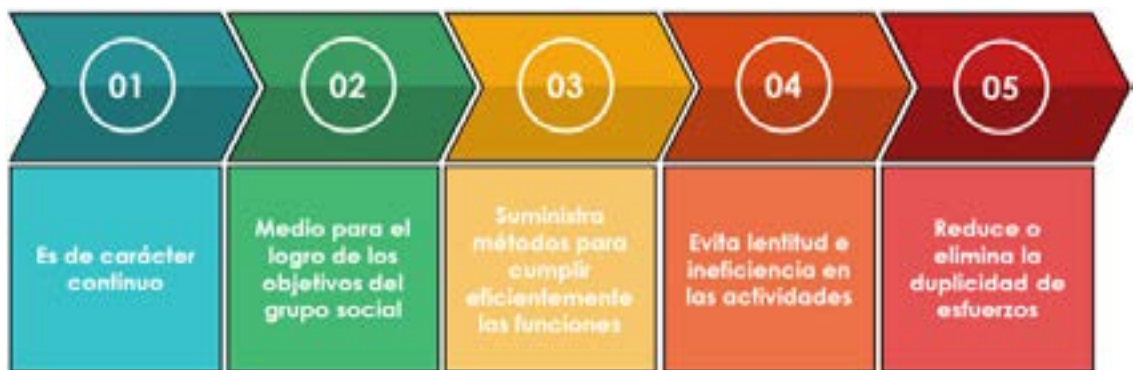 01
02
03
04
05
Es de carácter
continuo
Medio para el
logro de los
objetivos del
grupo social
Suministra
métodos para
cumplir
eficientemente
las funciones
Evita lentitud e
ineficiencia en
las actividades
Reduce o
elimina la
duplicidad de
esfuerzos